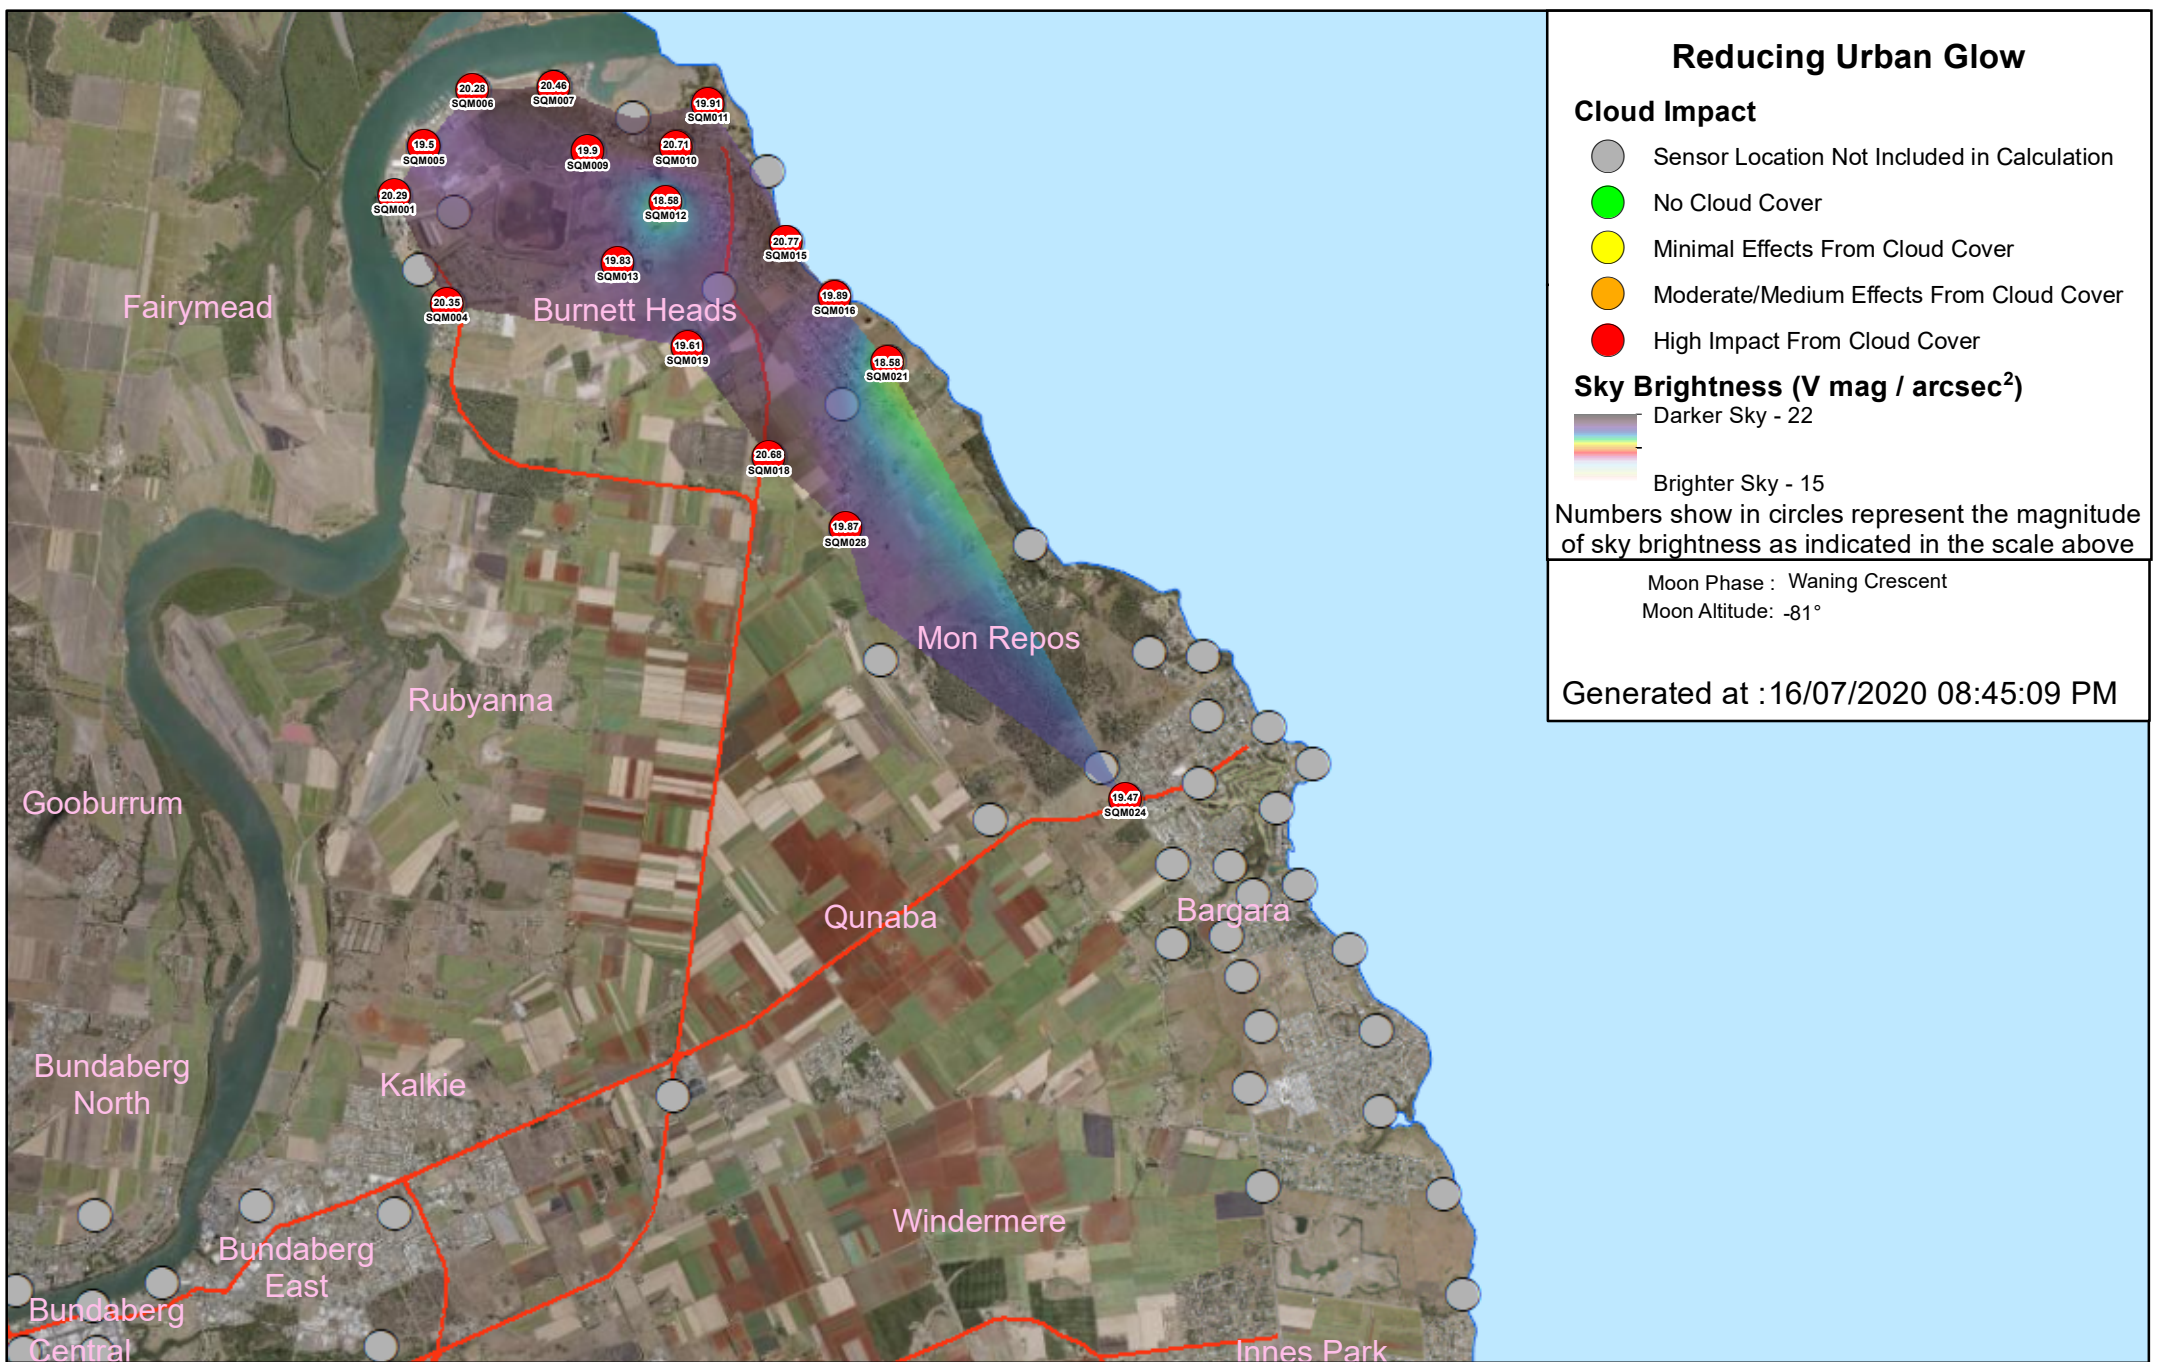 Reducing Urban Glow
Cloud Impact
Sensor Location Not Included in Calculation
No Cloud Cover
Minimal Effects From Cloud Cover
Moderate/Medium Effects From Cloud Cover
High Impact From Cloud Cover
Sky Brightness (V mag / arcsec²)
Darker Sky - 22
Brighter Sky - 15
Numbers show in circles represent the magnitude
of sky brightness as indicated in the scale above
Moon Phase : Waning Crescent
Moon Altitude: -81°
Generated at :16/07/2020 08:45:09 PM
20.28
SQM006
20.46
SQM007
19.91
SQM011
19.5
SQM005
19.9
SQM009
20.71
SQM010
20.29
SQM001
18.58
SQM012
20.77
SQM015
19.83
SQM013
20.35
SQM004
19.89
SQM016
Fairymead
Burnett Heads
19.61
SQM019
18.58
SQM021
20.68
SQM018
19.87
SQM028
Mon Repos
Rubyanna
Gooburrum
19.47
SQM024
Qunaba
Bargara
Bundaberg
North
Kalkie
Windermere
Bundaberg
East
Bundaberg
Central
Innes Park